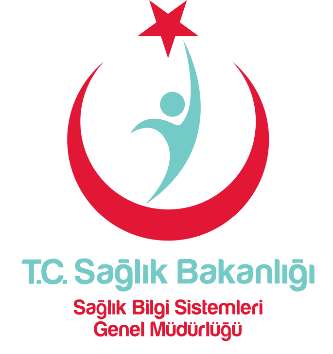 T.C. Sağlık Bakanlığı
Sağlık Bilgi Sistemleri
Genel Müdürlüğü